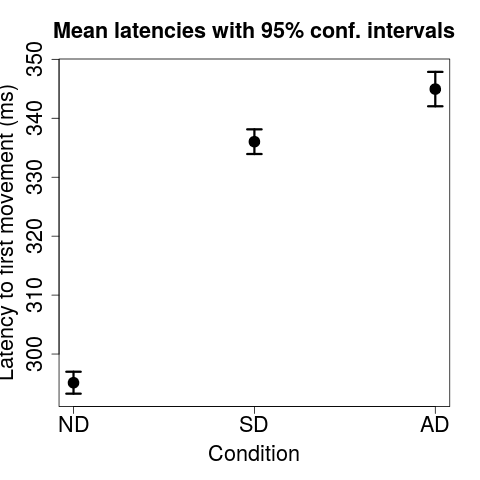 Mean latencies with 95% conf. intervals
Latency to first movement (ms)
350
340
330
320
310
300
ND SD AD
Condition